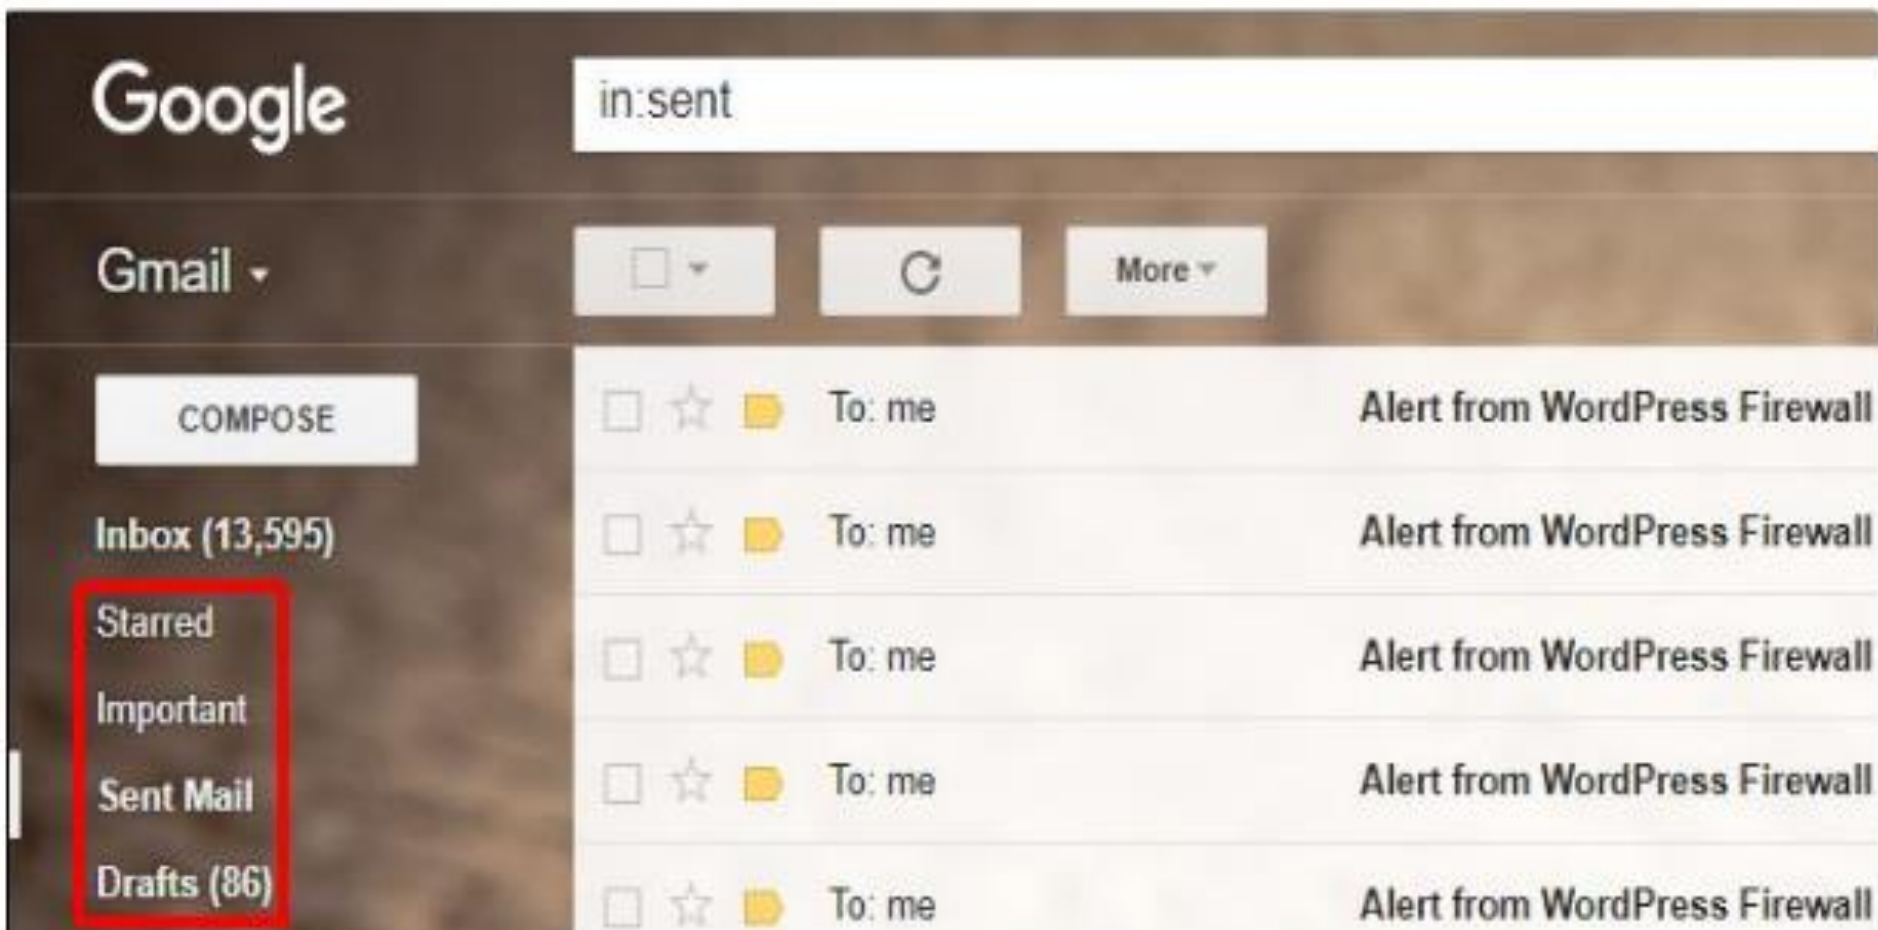 Google
in:sent
Gmail
More
COMPOSE
To: me Alert from WordPress Firewall
Inbox (13,595)
To: me Alert from WordPress Firewall
Starred
To: me Alert from WordPress Firewall
Important
Sent Mail
To: me Alert from WordPress Firewall
Drafts (86)
To: me Alert from WordPress Firewall